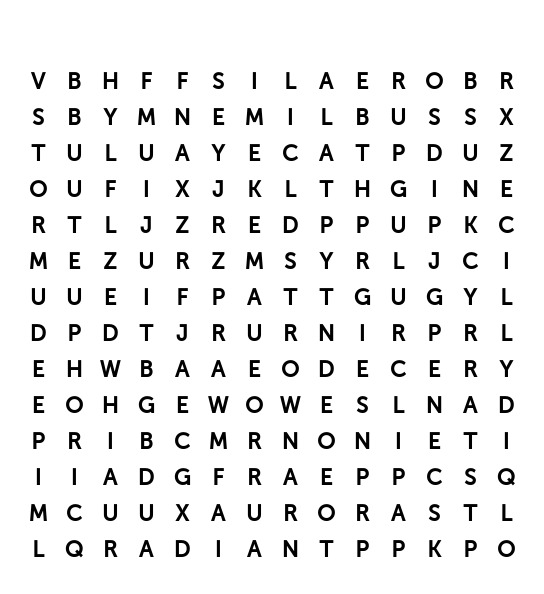 V B H F F S I L A E R O B R
S B Y M N E M I L B U S S X
T U L U A Y E C A T P D U Z
O U F I X J K L T H G I N E
R T L J Z R E D P P U P K C
M E Z U R Z M S Y R L J C I
U U E I F P A T T G U G Y L
D P D T J R U R N I R P R L
E H W B A A E O D E C E R Y
E O H G E W O W E S L N A D
P R I B C M R N O N I E T I
I I A D G F R A E P P C S Q
M C U U X A U R O R A S T L
L Q R A D I A N T P P K P O